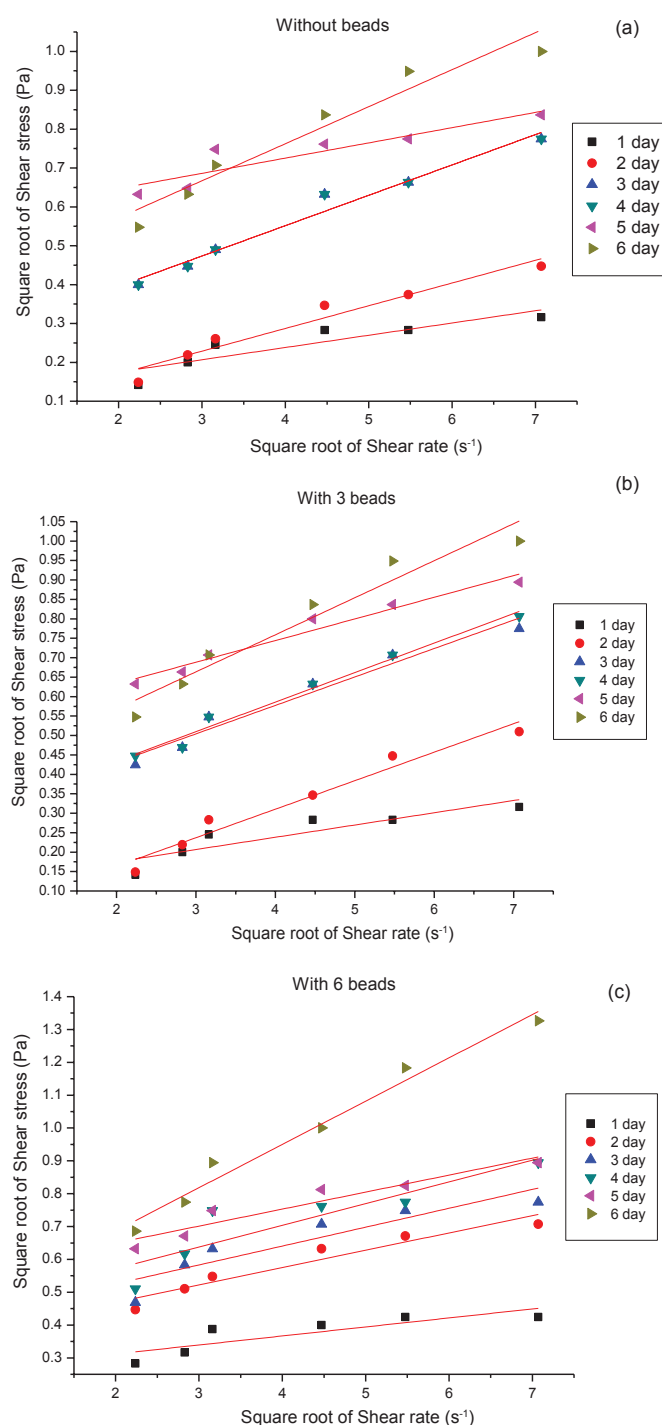 Without beads
(a)
1.0
0.9
0.8
0.7
0.6
0.5
0.4
0.3
0.2
0.1
Square root of Shear stress (Pa)
2 3 4 5 6 7
Square root of Shear rate (s⁻¹)
1 day
2 day
3 day
4 day
5 day
6 day
With 3 beads
(b)
1.05
1.00
0.95
0.90
0.85
0.80
0.75
0.70
0.65
0.60
0.55
0.50
0.45
0.40
0.35
0.30
0.25
0.20
0.15
0.10
Square root of Shear stress (Pa)
2 3 4 5 6 7
Square root of Shear rate (s⁻¹)
1 day
2 day
3 day
4 day
5 day
6 day
With 6 beads
(c)
1.4
1.3
1.2
1.1
1.0
0.9
0.8
0.7
0.6
0.5
0.4
0.3
Square root of Shear stress (Pa)
2 3 4 5 6 7
Square root of Shear rate (s⁻¹)
1 day
2 day
3 day
4 day
5 day
6 day